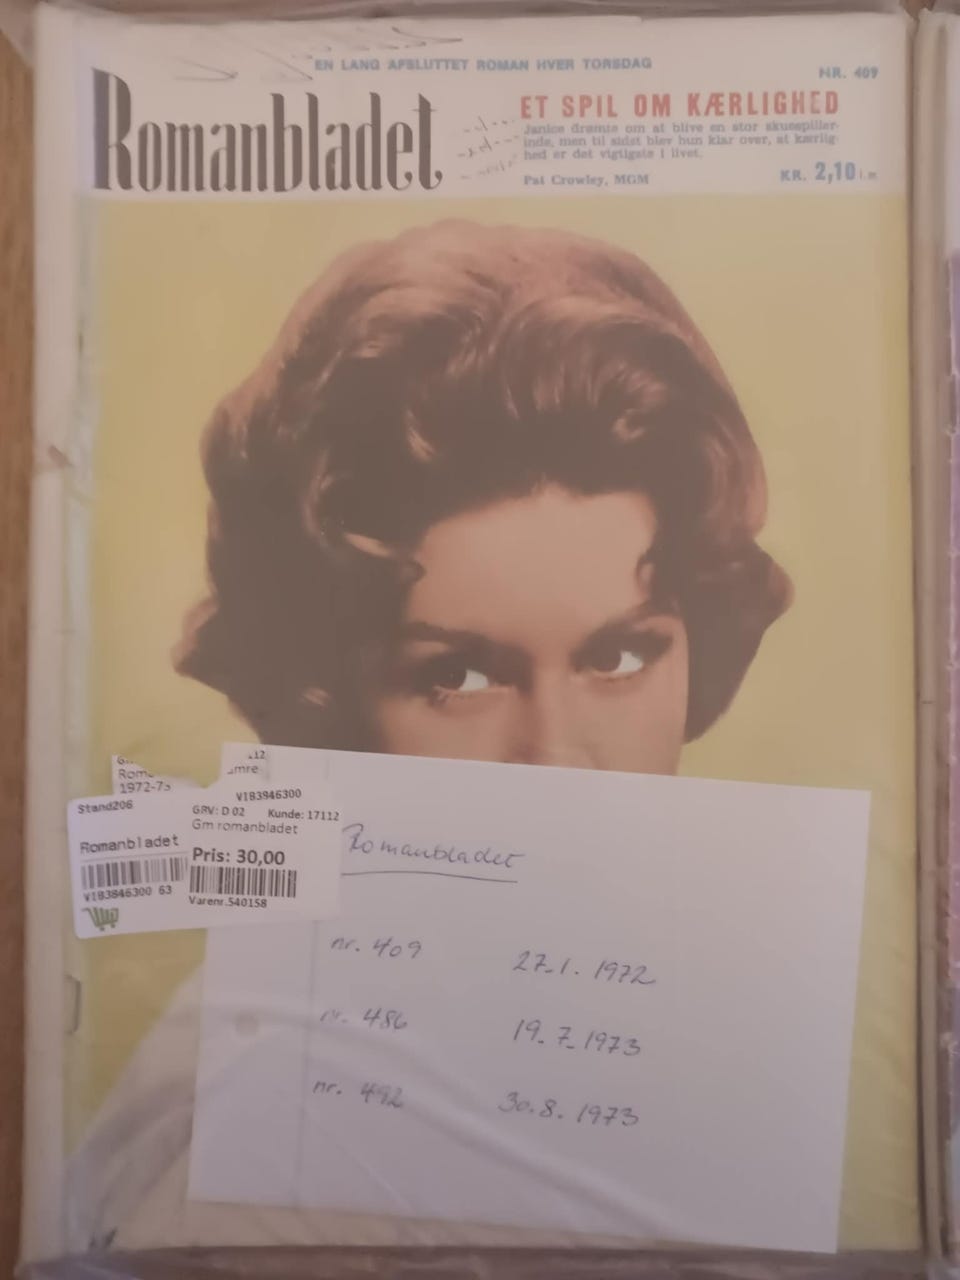 EN LANG AFSLUTTET ROMAN HVER TORSDAG
NR. 409
Romanbladet
ET SPIL OM KÆRLIGHED
Janice drømte om at blive en stor skuespiller-
inde, men til sidst blev hun klar over, at kærlig-
hed er det vigtigste i livet.
Pat Crowley, MGM
KR. 2,10
1972-73
Stand206
Romanbladet
V183846300 63
V183846300
GRV: D 02 Kunde: 17112
Gm romanbladet
Pris: 30,00
Varenr.540158
Romanbladet
nr. 409 27.1. 1972
nr. 486 19.7.1973
nr. 492 30.8. 1973